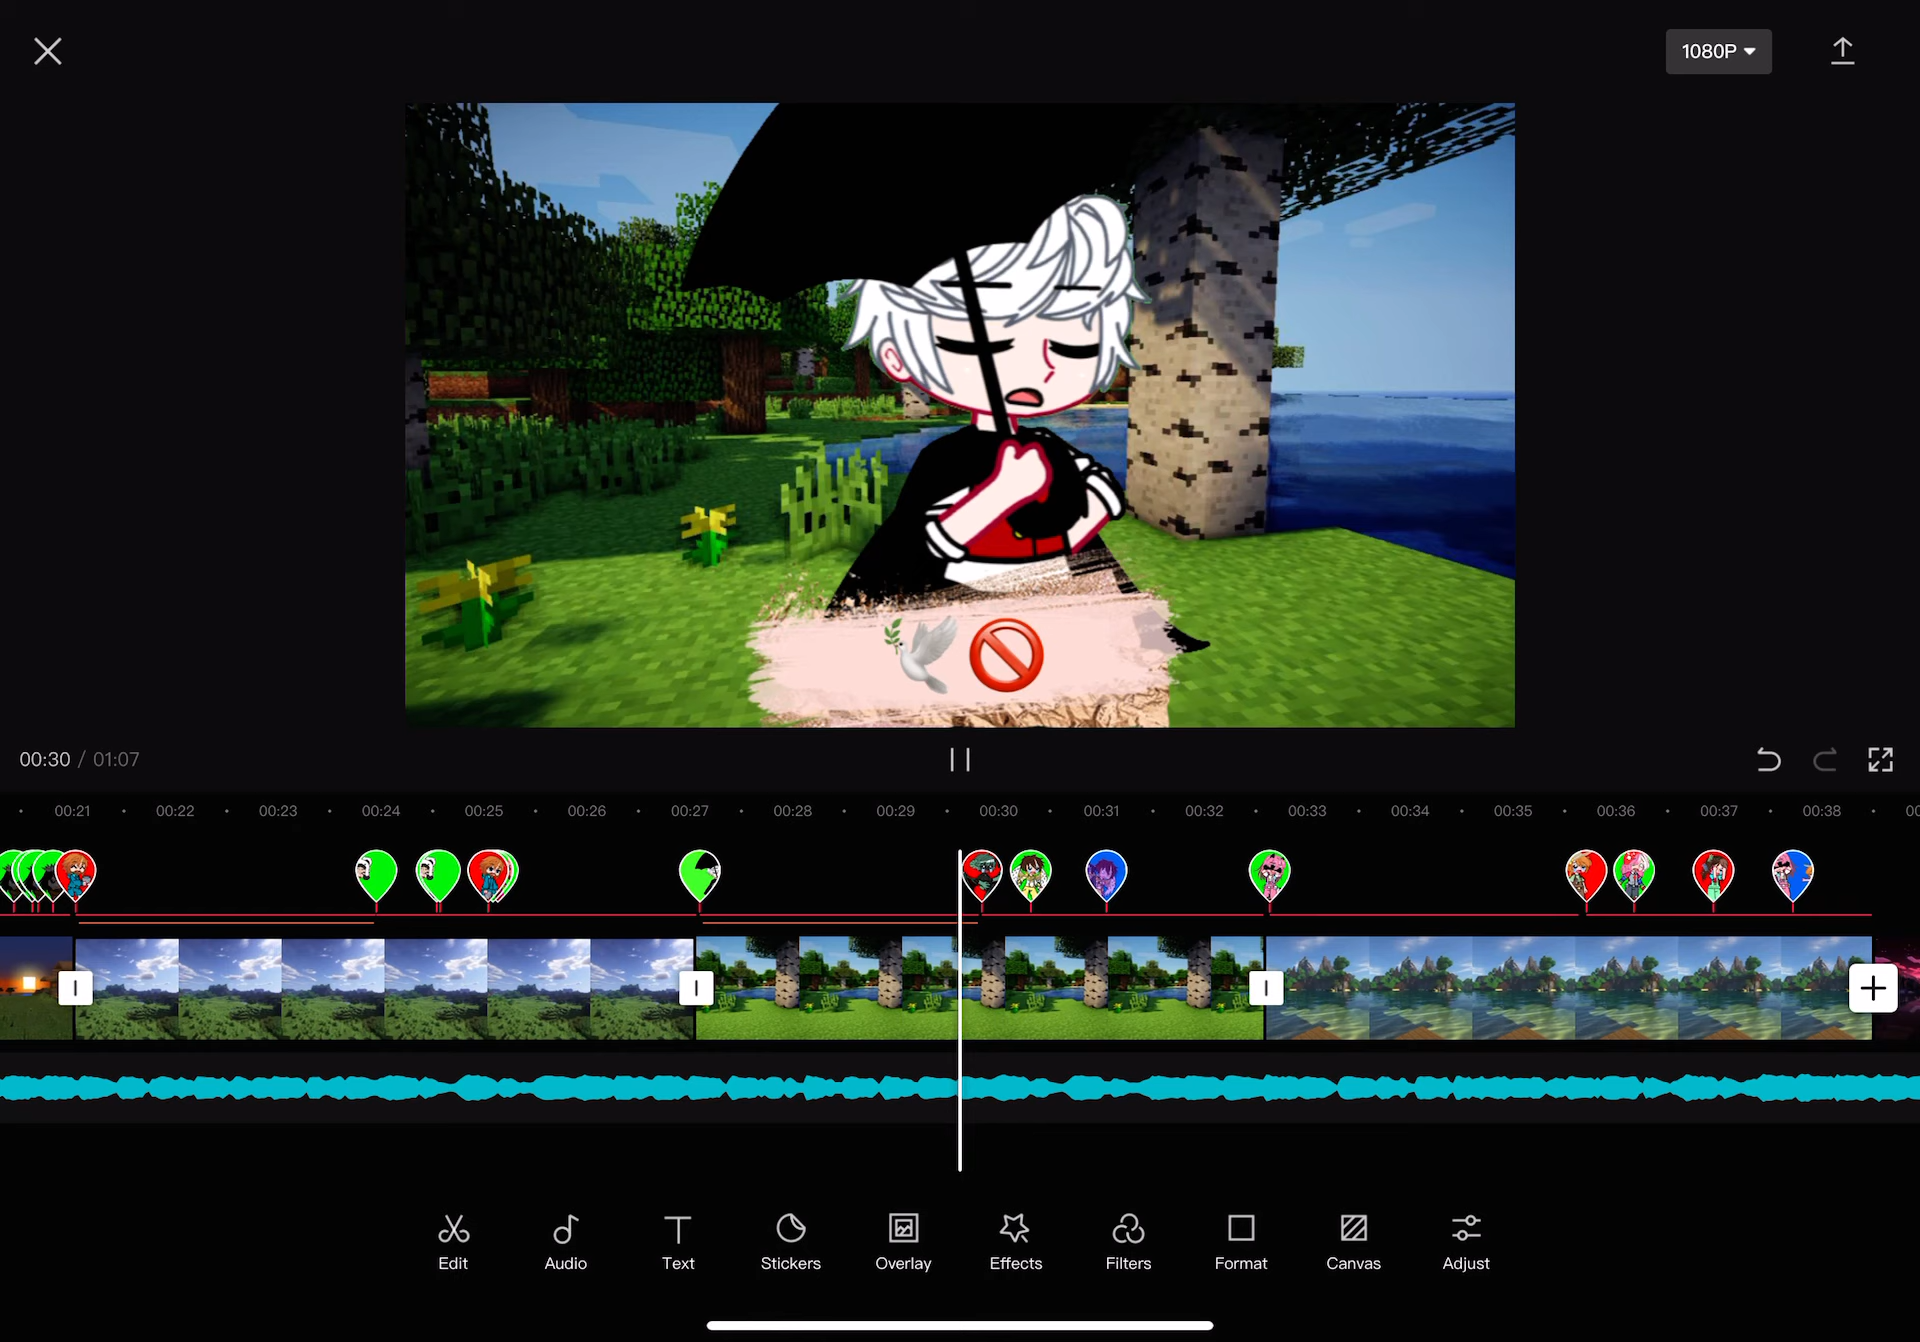 1080P
00:30 / 01:07
00:21 00:22 00:23 00:24 00:25 00:26 00:27 00:28 00:29 00:30 00:31 00:32 00:33 00:34 00:35 00:36 00:37 00:38
Edit Audio Text Stickers Overlay Effects Filters Format Canvas Adjust